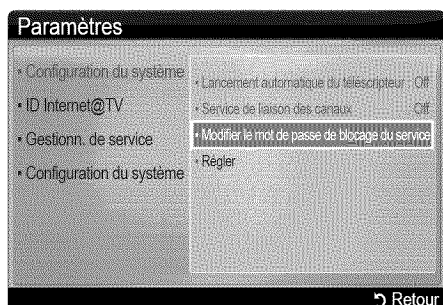 Paramètres
• Configuration du système
• ID Internet@TV
• Gestionn. de service
• Configuration du système
• Lancement automatique du téléscripteur : Off
• Service de liaison des canaux : Off
• Modifier le mot de passe de blocage du service
• Régler
Retour